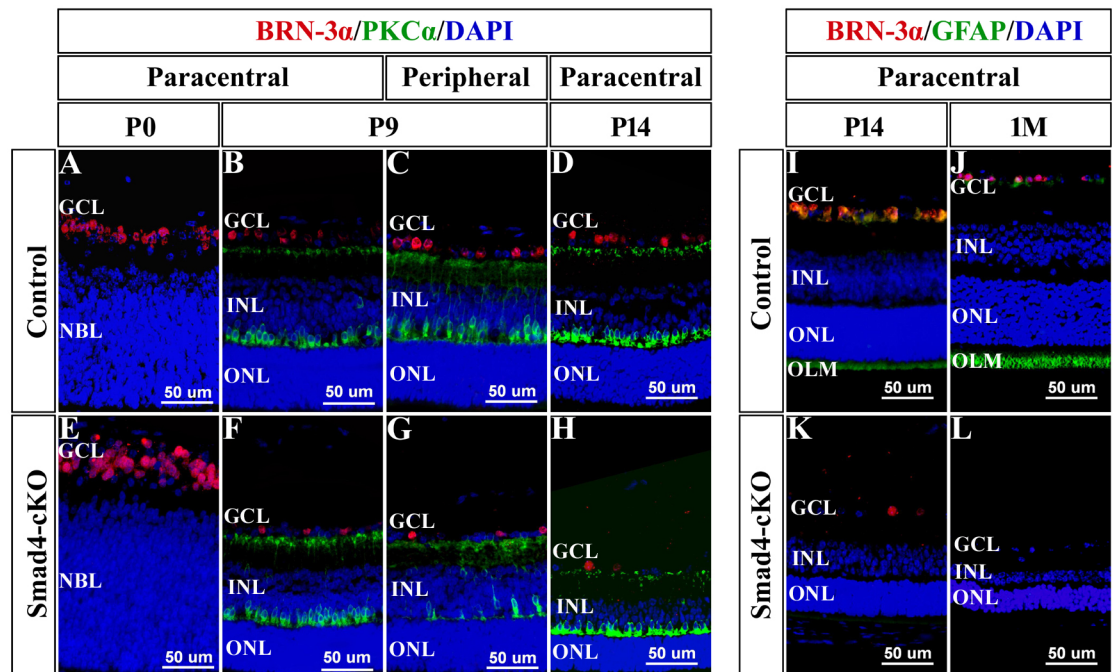 BRN-3α/PKCα/DAPI
BRN-3α/GFAP/DAPI
Paracentral
Peripheral
Paracentral
Paracentral
P0
P9
P14
P14
1M
Control
A
GCL
NBL
50 um
B
GCL
INL
ONL
50 um
C
GCL
INL
ONL
50 um
D
GCL
INL
ONL
50 um
Control
I
GCL
INL
ONL
OLM
50 um
J
GCL
INL
ONL
OLM
50 um
Smad4-cKO
E
GCL
NBL
50 um
F
GCL
INL
ONL
50 um
G
GCL
INL
ONL
50 um
H
GCL
INL
ONL
50 um
Smad4-cKO
K
GCL
INL
ONL
50 um
L
GCL
INL
ONL
50 um